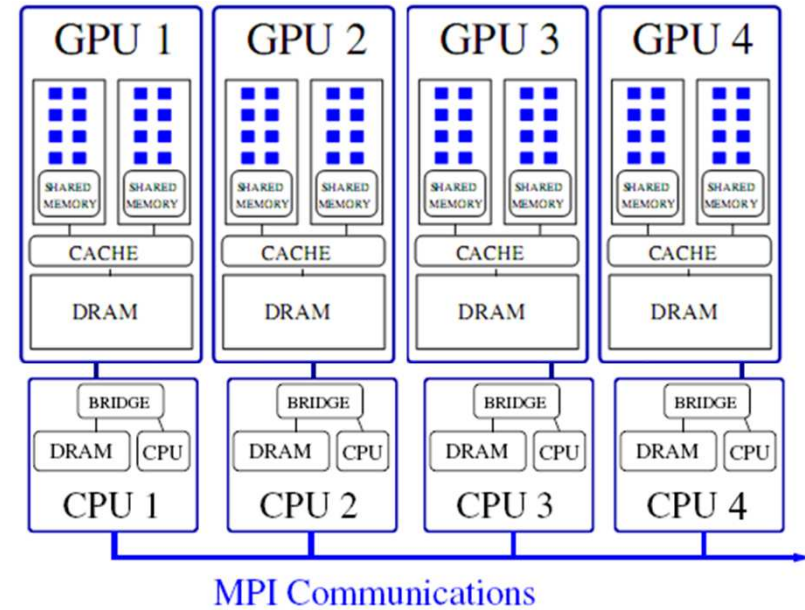 GPU 1 GPU 2 GPU 3 GPU 4
SHARED SHARED SHARED SHARED SHARED SHARED SHARED SHARED
MEMORY MEMORY MEMORY MEMORY MEMORY MEMORY MEMORY MEMORY
CACHE CACHE CACHE CACHE
DRAM DRAM DRAM DRAM
BRIDGE BRIDGE BRIDGE BRIDGE
DRAM CPU DRAM CPU DRAM CPU DRAM CPU
CPU 1 CPU 2 CPU 3 CPU 4
MPI Communications